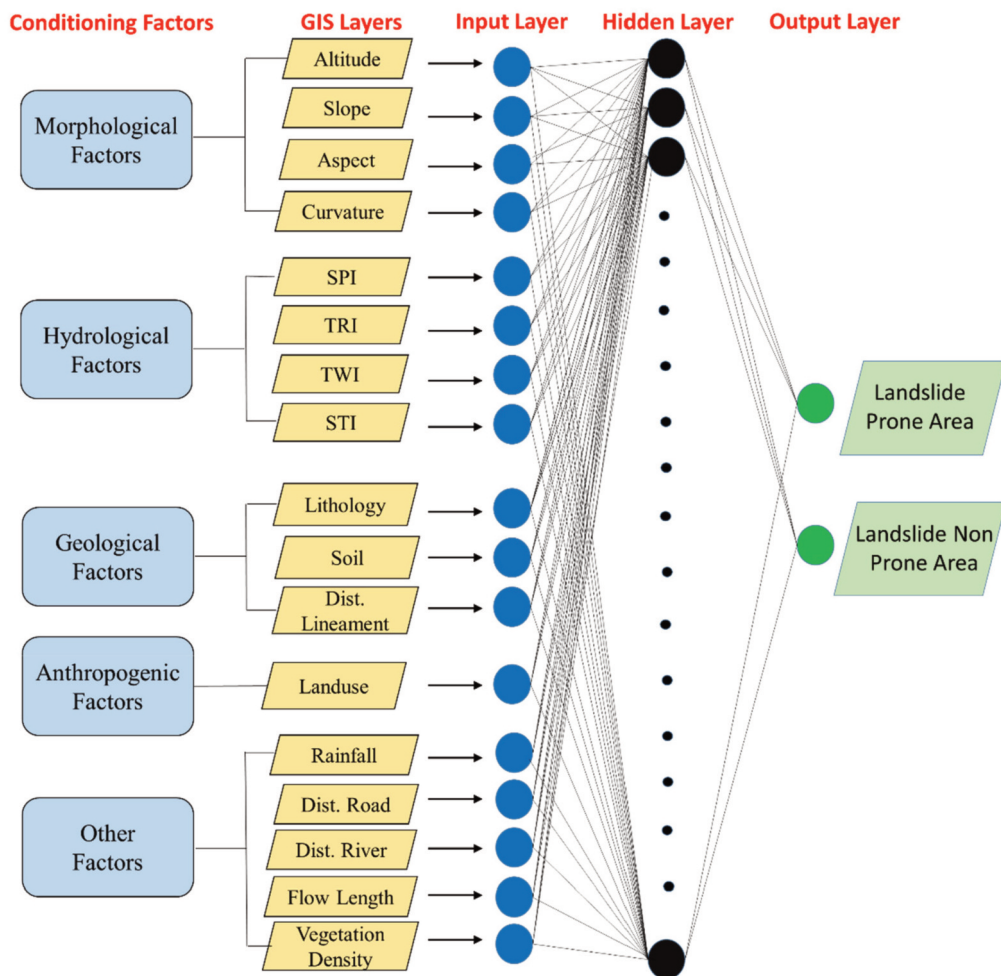 Conditioning Factors
GIS Layers
Input Layer
Hidden Layer
Output Layer
Morphological
Factors
Altitude
Slope
Aspect
Curvature
Hydrological
Factors
SPI
TRI
TWI
STI
Geological
Factors
Lithology
Soil
Dist.
Lineament
Anthropogenic
Factors
Landuse
Other
Factors
Rainfall
Dist. Road
Dist. River
Flow Length
Vegetation
Density
Landslide
Prone Area
Landslide Non
Prone Area